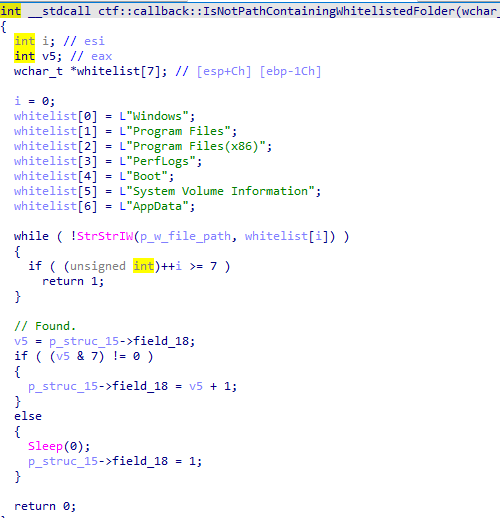 int __stdcall ctf::callback::IsNotPathContainingWhitelistedFolder(wchar_
{
int i; // esi
int v5; // eax
wchar_t *whitelist[7]; // [esp+Ch] [ebp-1Ch]
i = 0;
whitelist[0] = L"Windows";
whitelist[1] = L"Program Files";
whitelist[2] = L"Program Files(x86)";
whitelist[3] = L"PerfLogs";
whitelist[4] = L"Boot";
whitelist[5] = L"System Volume Information";
whitelist[6] = L"AppData";
while ( !StrStrIW(p_w_file_path, whitelist[i]) )
{
if ( (unsigned int)++i >= 7 )
return 1;
}
// Found.
v5 = p_struc_15->field_18;
if ( (v5 & 7) != 0 )
{
p_struc_15->field_18 = v5 + 1;
}
else
{
Sleep(0);
p_struc_15->field_18 = 1;
}
return 0;